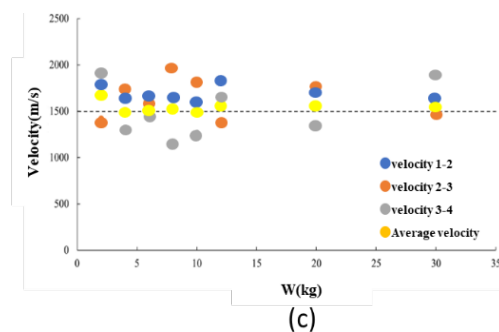 2500
2000
1500
1000
500
0
Velocity(m/s)
0 5 10 15 20 25 30 35
W(kg)
velocity 1-2
velocity 2-3
velocity 3-4
Average velocity
(c)